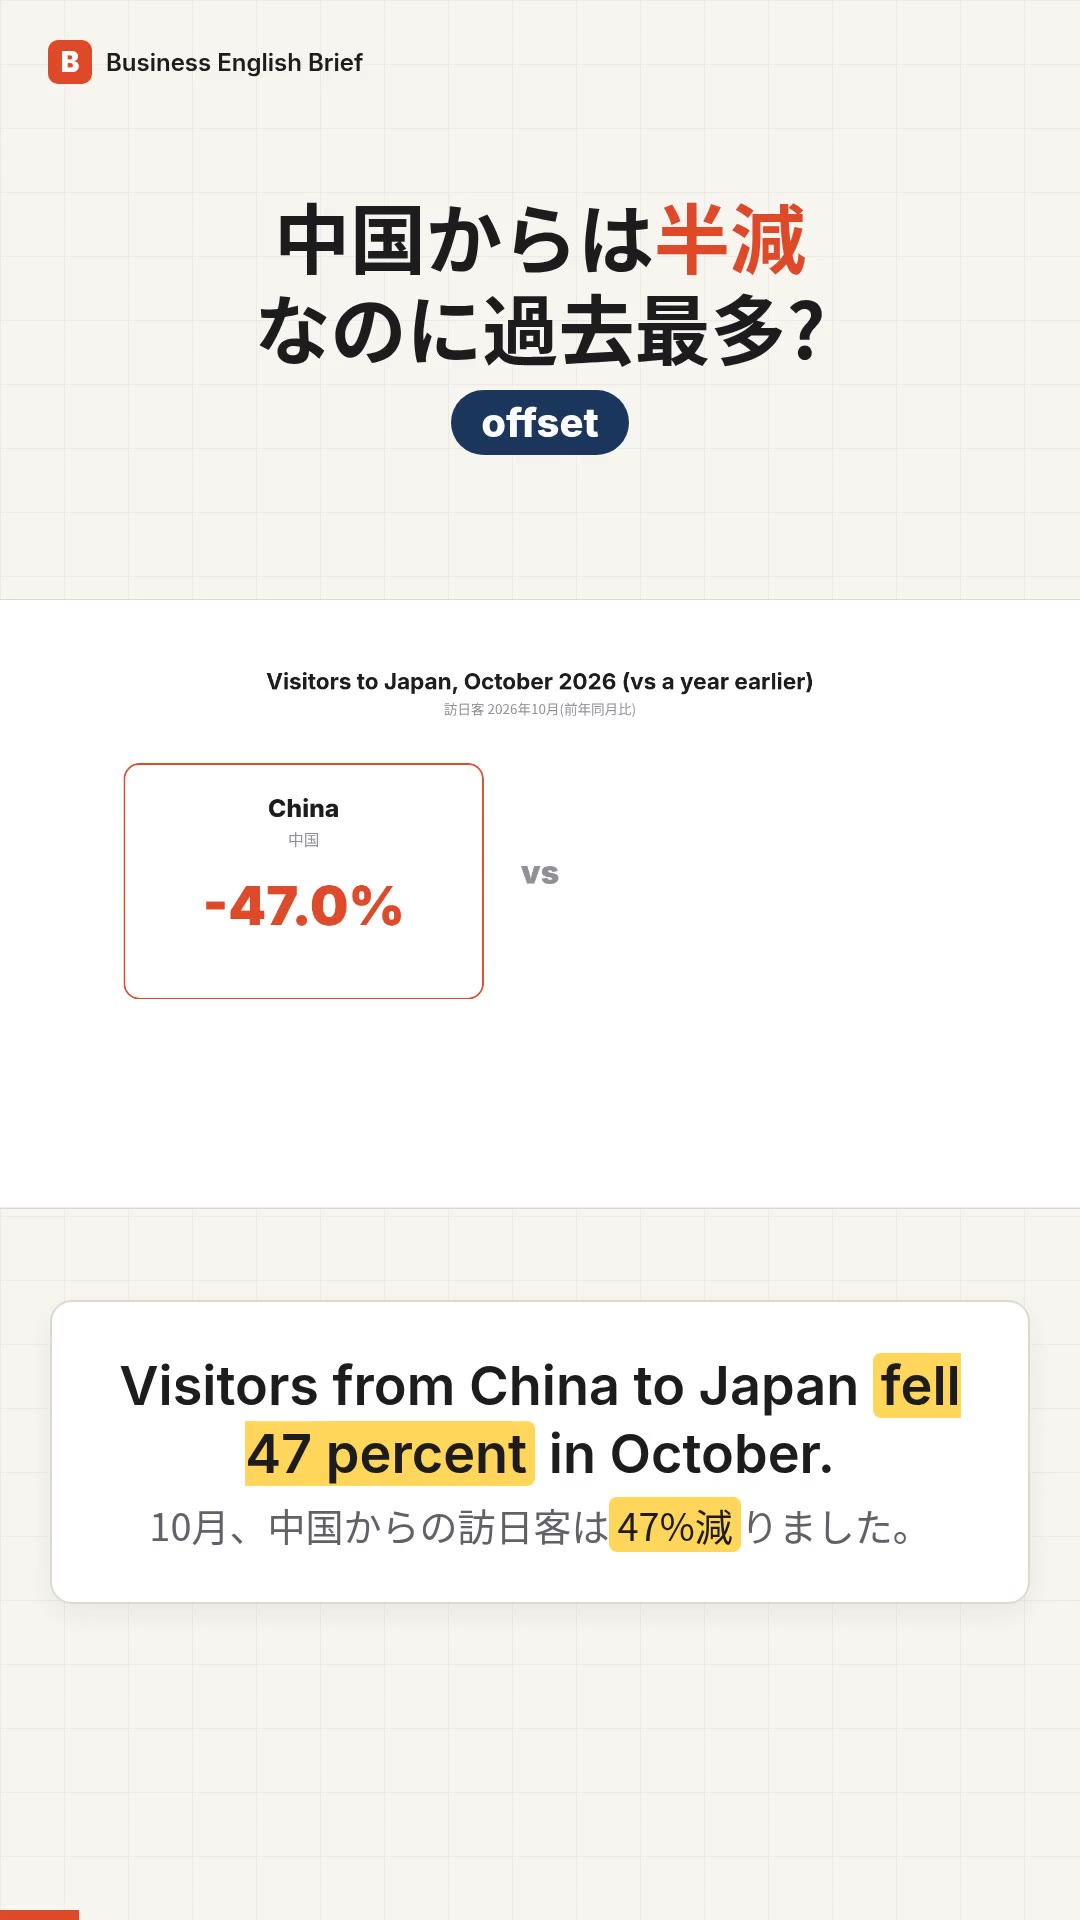 B Business English Brief
中国からは半減
なのに過去最多?
offset
Visitors to Japan, October 2026 (vs a year earlier)
訪日客 2026年10月(前年同月比)
China
中国
-47.0%
vs
Visitors from China to Japan fell
47 percent in October.
10月、中国からの訪日客は47%減りました。